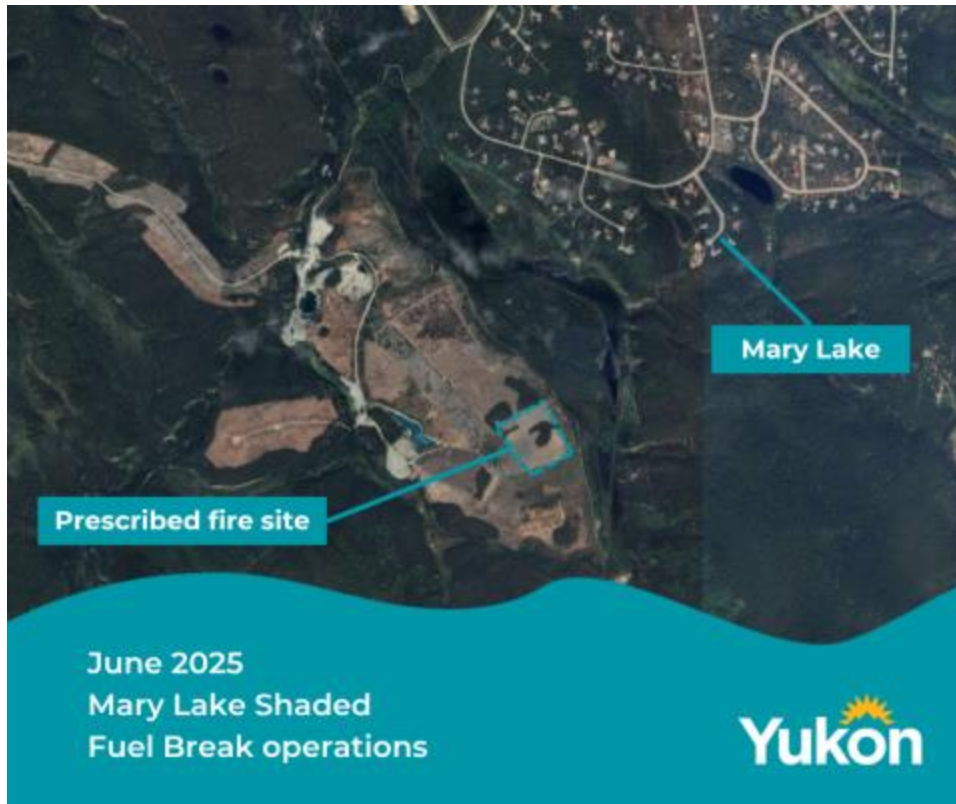 Mary Lake
Prescribed fire site
June 2025
Mary Lake Shaded
Fuel Break operations
Yukon